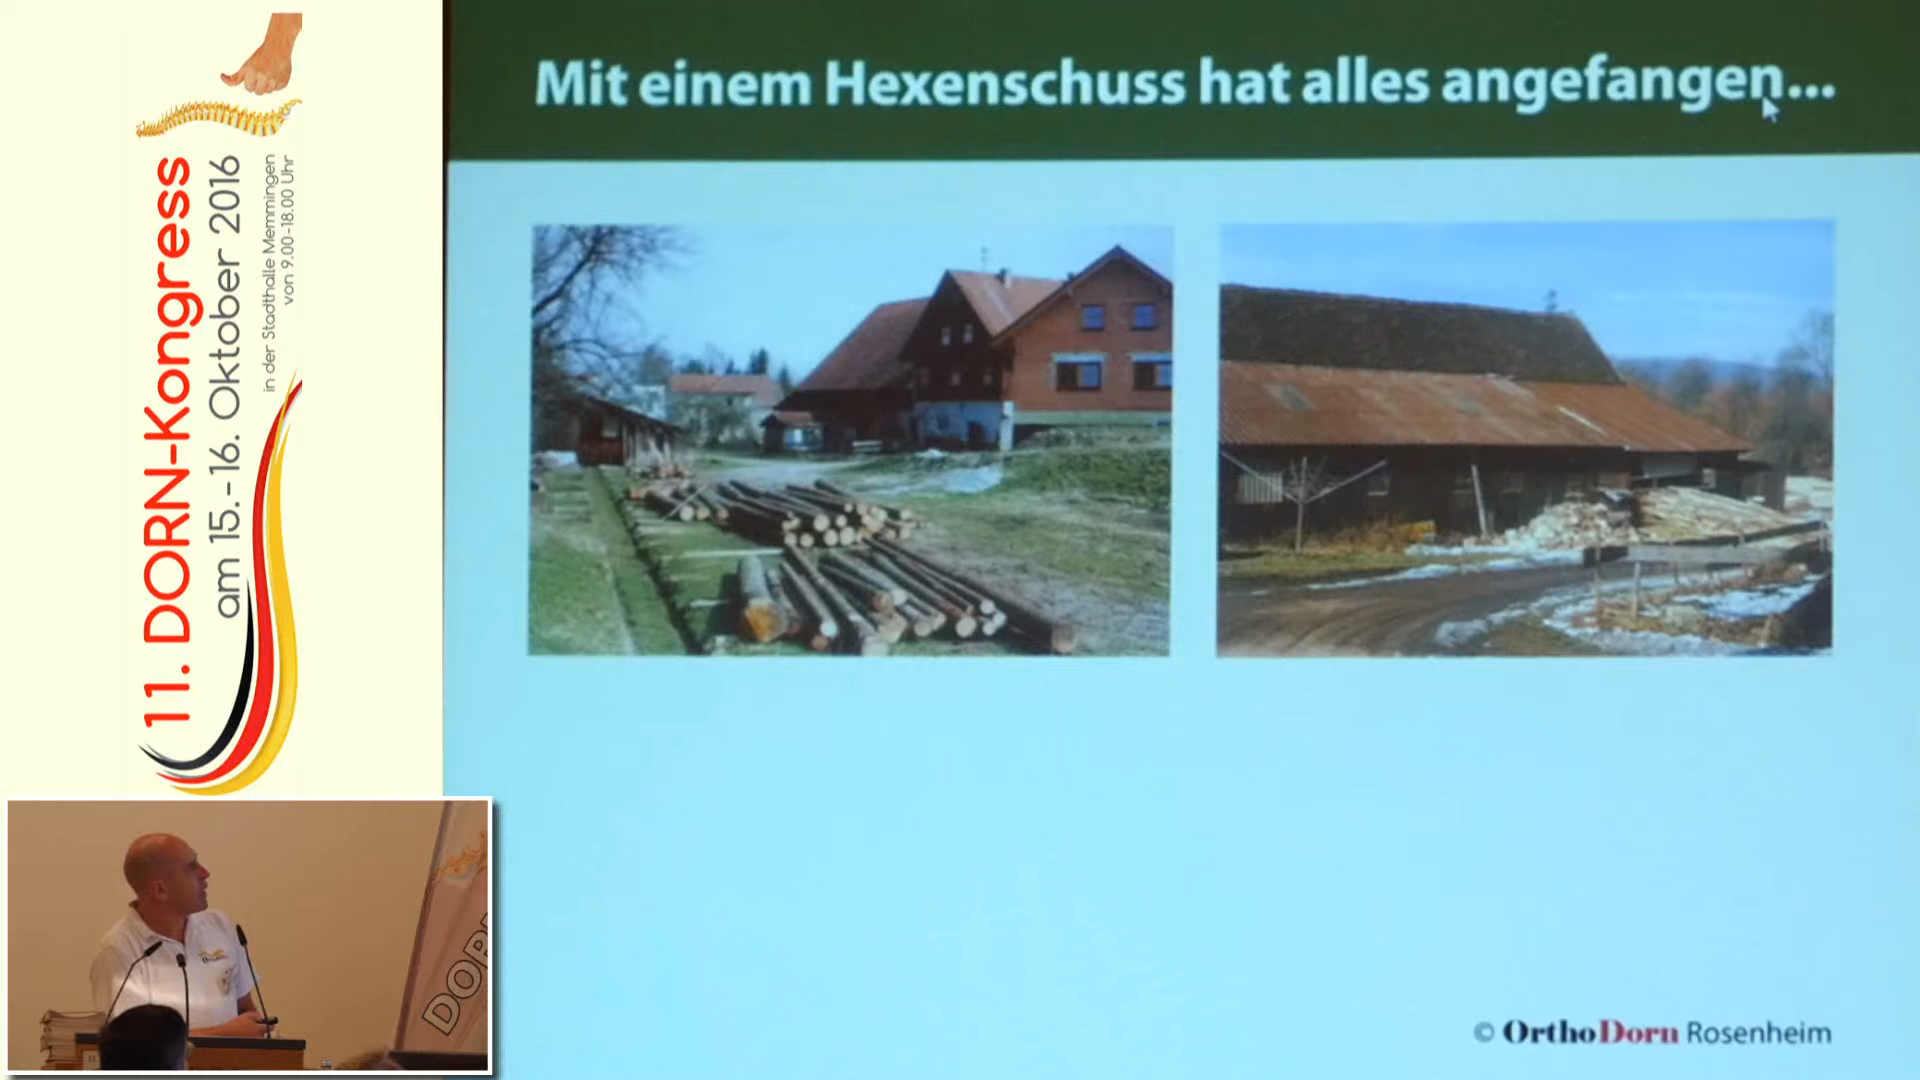 11. DORN-Kongress
am 15.-16. Oktober 2016
in der Stadthalle Memmingen
von 9.00-18.00 Uhr
Mit einem Hexenschuss hat alles angefangen...
© OrthoDorn Rosenheim